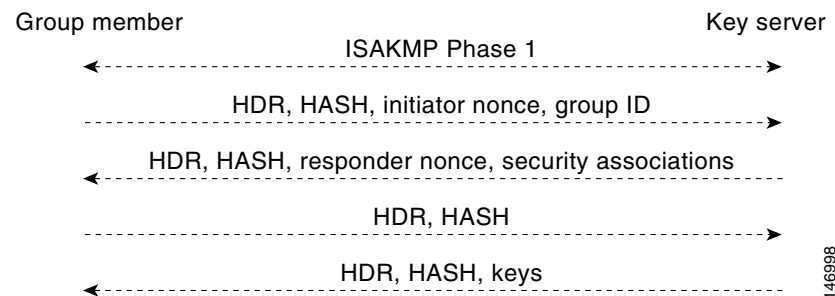 Group member
Key server
ISAKMP Phase 1
HDR, HASH, initiator nonce, group ID
HDR, HASH, responder nonce, security associations
HDR, HASH
HDR, HASH, keys
146998